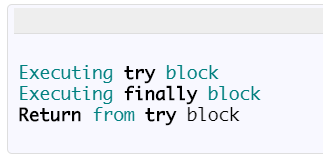 Executing try block
Executing finally block
Return from try block